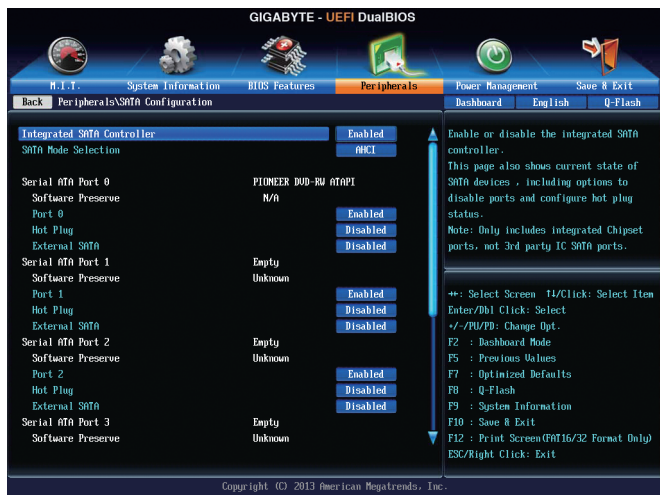 GIGABYTE - UEFI DualBIOS
M.I.T. System Information BIOS Features Peripherals Power Management Save & Exit
Back Peripherals\SATA Configuration Dashboard English Q-Flash
Integrated SATA Controller Enabled
SATA Mode Selection AHCI
Serial ATA Port 0 PIONEER DVD-RW ATAPI
Software Preserve N/A
Port 0 Enabled
Hot Plug Disabled
External SATA Disabled
Serial ATA Port 1 Empty
Software Preserve Unknown
Port 1 Enabled
Hot Plug Disabled
External SATA Disabled
Serial ATA Port 2 Empty
Software Preserve Unknown
Port 2 Enabled
Hot Plug Disabled
External SATA Disabled
Serial ATA Port 3 Empty
Software Preserve Unknown
Enable or disable the integrated SATA
controller.
This page also shows current state of
SATA devices , including options to
disable ports and configure hot plug
status.
Note: Only includes integrated Chipset
ports, not 3rd party IC SATA ports.
↔: Select Screen ↑↓/Click: Select Item
Enter/Dbl Click: Select
+/-/PU/PD: Change Opt.
F2 : Dashboard Mode
F5 : Previous Values
F7 : Optimized Defaults
F8 : Q-Flash
F9 : System Information
F10 : Save & Exit
F12 : Print Screen(FAT16/32 Format Only)
ESC/Right Click: Exit
Copyright (C) 2013 American Megatrends, Inc.